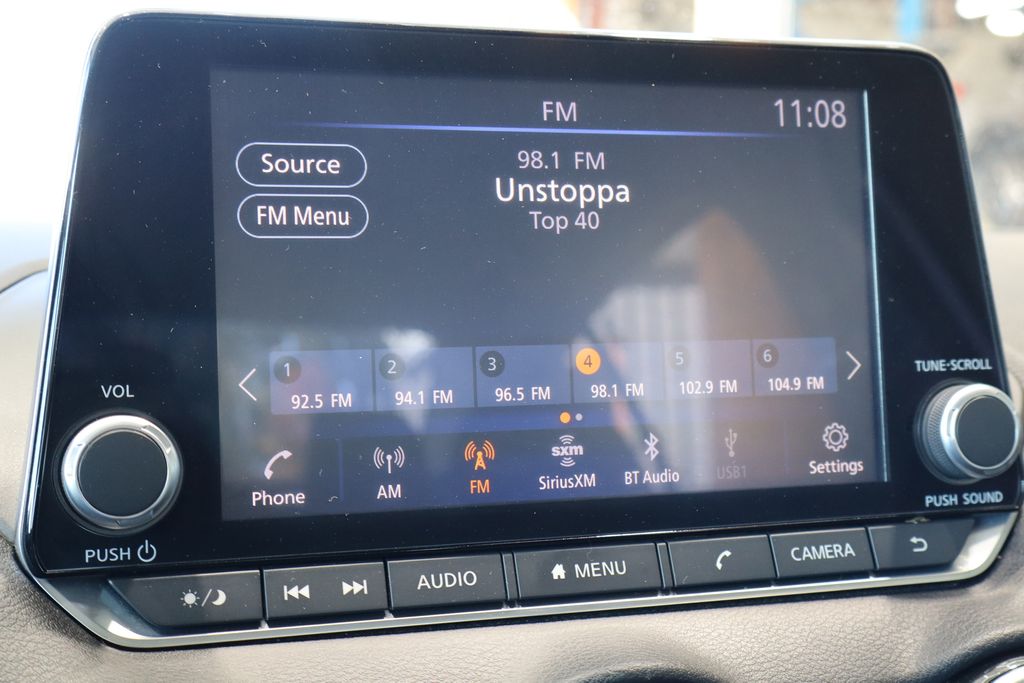 FM
11:08
Source
98.1 FM
FM Menu
Unstoppa
Top 40
1
2
3
4
5
6
92.5 FM
94.1 FM
96.5 FM
98.1 FM
102.9 FM
104.9 FM
VOL
TUNE·SCROLL
Phone
AM
FM
sxm
SiriusXM
BT Audio
USB1
Settings
PUSH
PUSH SOUND
AUDIO
MENU
CAMERA